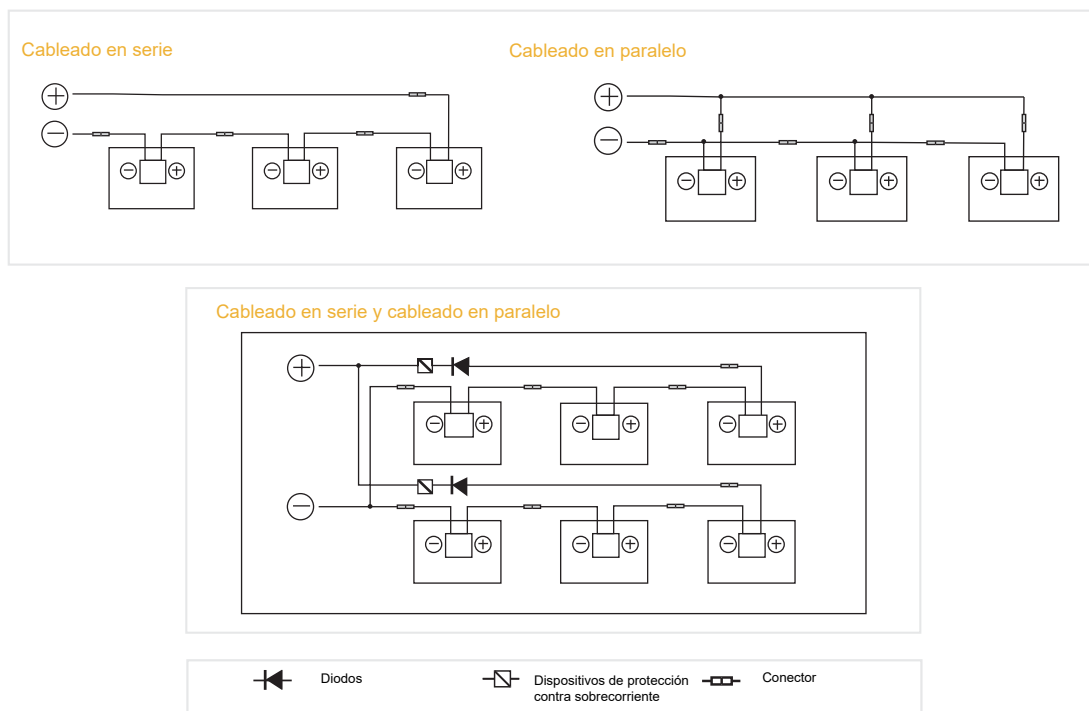 Cableado en serie
Cableado en paralelo
+
−
− + − + − +
+
−
− + − + − +
Cableado en serie y cableado en paralelo
+
− + − + − +
−
− + − + − +
Diodos
Dispositivos de protección
contra sobrecorriente
Conector